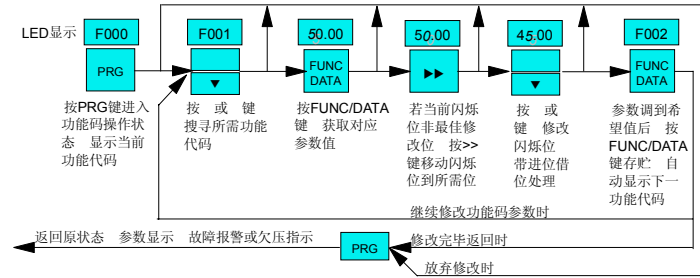 LED显示
F000
F001
50.00
50.00
45.00
F002
PRG
▼
FUNC
DATA
▶▶
▼
FUNC
DATA
按PRG键进入
功能码操作状
态 显示当前
功能代码
按 或 键
搜寻所需功能
代码
按FUNC/DATA
键 获取对应
参数值
若当前闪烁
位非最佳修
改位 按>>
键移动闪烁
位到所需位
按 或
键 修改
闪烁位
带进位借
位处理
参数调到希
望值后 按
FUNC/DATA
键存贮 自
动显示下一
功能代码
继续修改功能码参数时
返回原状态 参数显示 故障报警或欠压指示
PRG
修改完毕返回时
放弃修改时